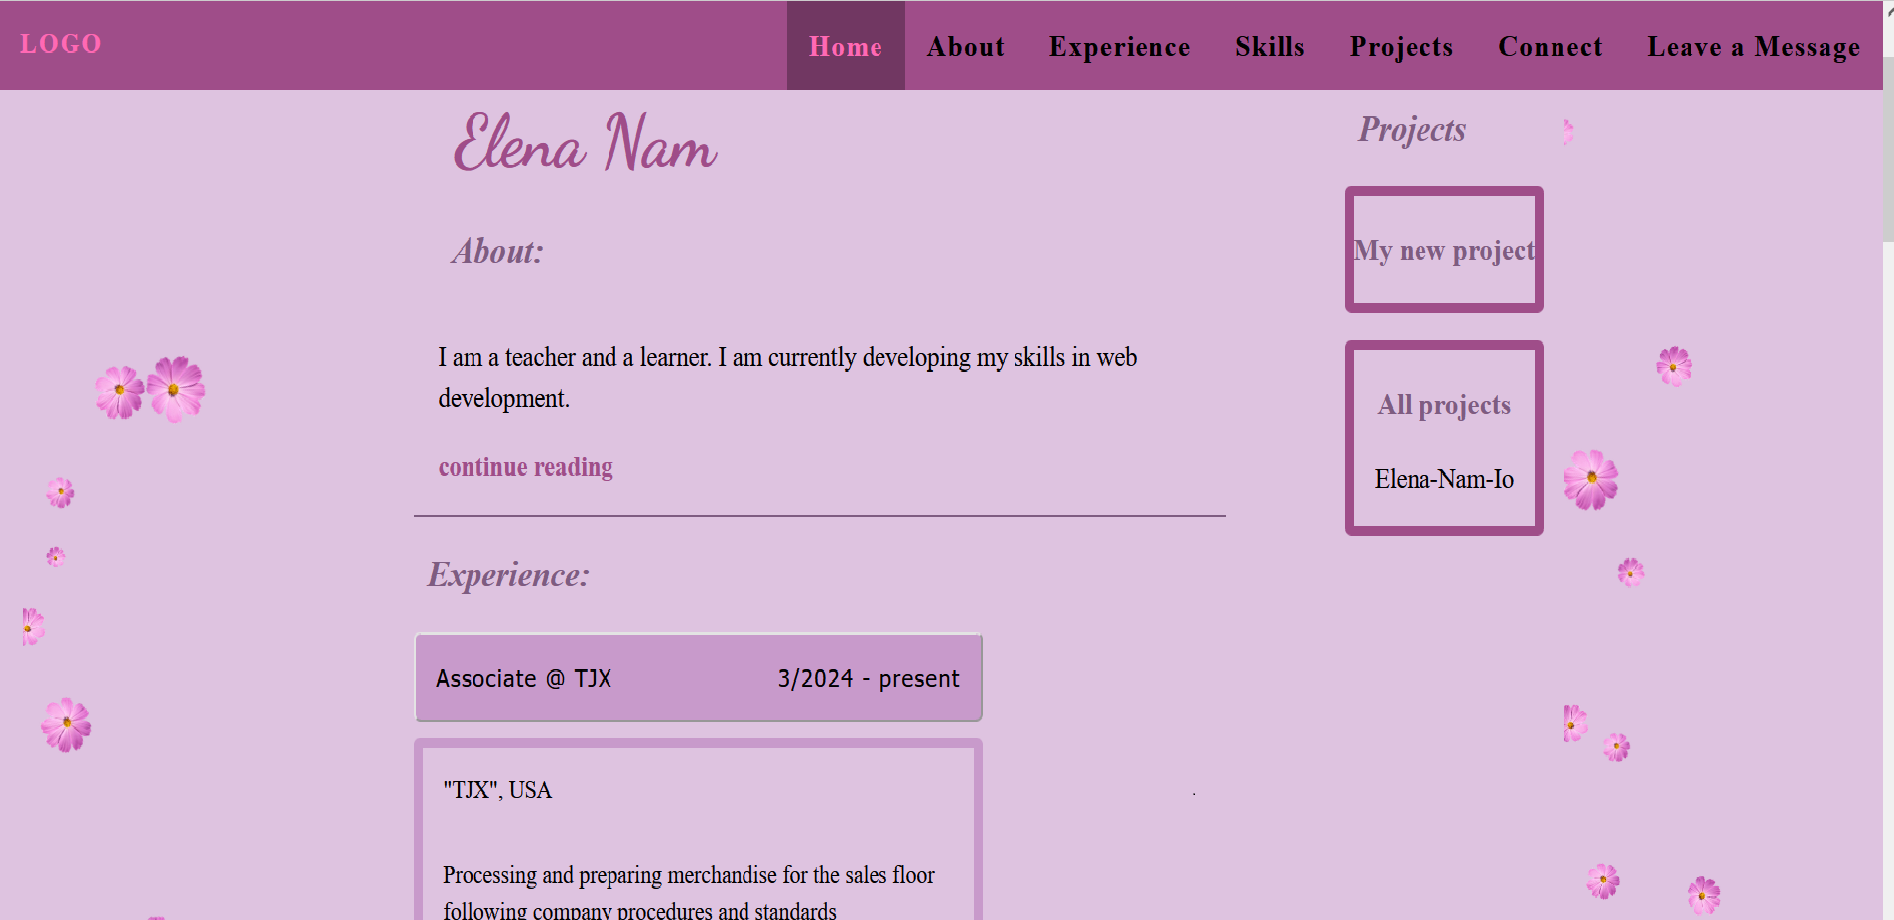 LOGO
Home About Experience Skills Projects Connect Leave a Message
Elena Nam
About:
I am a teacher and a learner. I am currently developing my skills in web
development.
continue reading
Experience:
Associate @ TJX 3/2024 - present
"TJX", USA
Processing and preparing merchandise for the sales floor
following company procedures and standards
Projects
My new project
All projects
Elena-Nam-Io